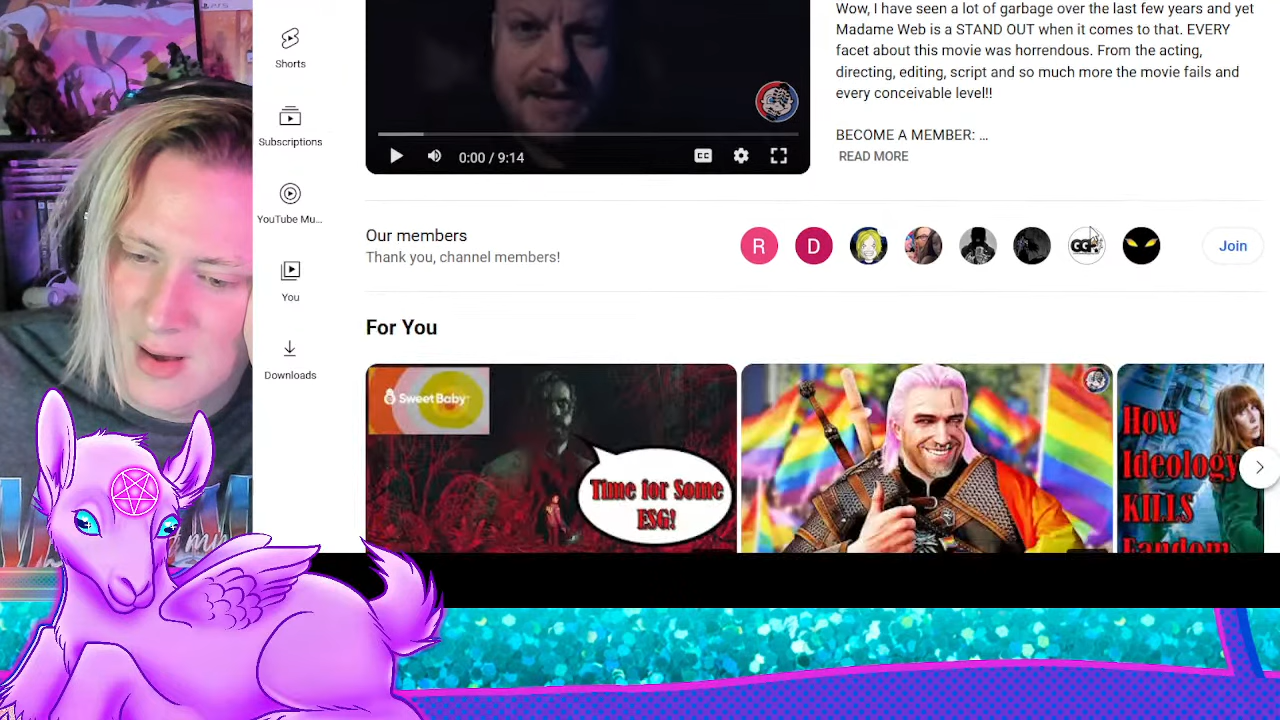 Shorts
Subscriptions
YouTube Mu...
You
Downloads
0:00 / 9:14
CC
Wow, I have seen a lot of garbage over the last few years and yet
Madame Web is a STAND OUT when it comes to that. EVERY
facet about this movie was horrendous. From the acting,
directing, editing, script and so much more the movie fails and
every conceivable level!!
BECOME A MEMBER: ...
READ MORE
Our members
Thank you, channel members!
R
D
Join
For You
SweetBaby
Time for Some
ESG!
How
Ideology
KILLS
Fandom